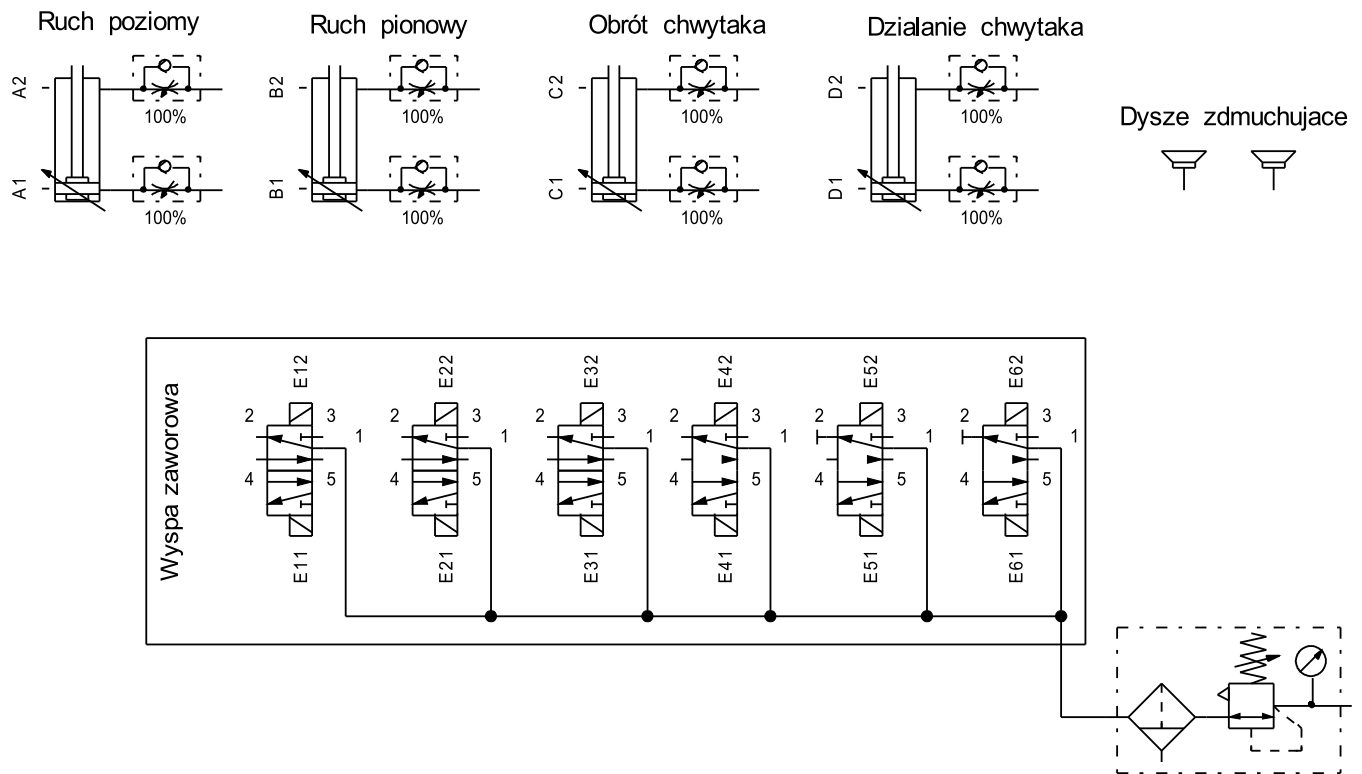 Ruch poziomy
Ruch pionowy
Obrót chwytaka
Dzialanie chwytaka
A2
100%
B2
100%
C2
100%
D2
100%
Dysze zdmuchujace
A1
100%
B1
100%
C1
100%
D1
100%
Wyspa zaworowa
E12
E22
E32
E42
E52
E62
2 3 1
2 3 1
2 3 1
2 3 1
2 3 1
2 3 1
4 5
4 5
4 5
4 5
4 5
4 5
E11
E21
E31
E41
E51
E61